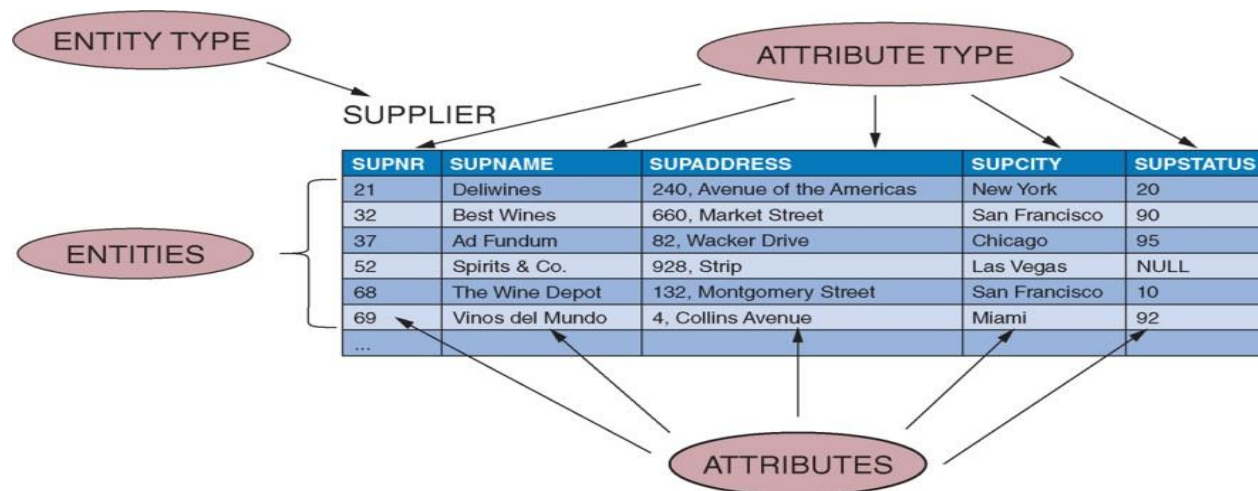 ENTITY TYPE
ATTRIBUTE TYPE
SUPPLIER
SUPNR SUPNAME SUPADDRESS SUPCITY SUPSTATUS
21 Deliwines 240, Avenue of the Americas New York 20
32 Best Wines 660, Market Street San Francisco 90
37 Ad Fundum 82, Wacker Drive Chicago 95
ENTITIES
52 Spirits & Co. 928, Strip Las Vegas NULL
68 The Wine Depot 132, Montgomery Street San Francisco 10
69 Vinos del Mundo 4, Collins Avenue Miami 92
...
ATTRIBUTES